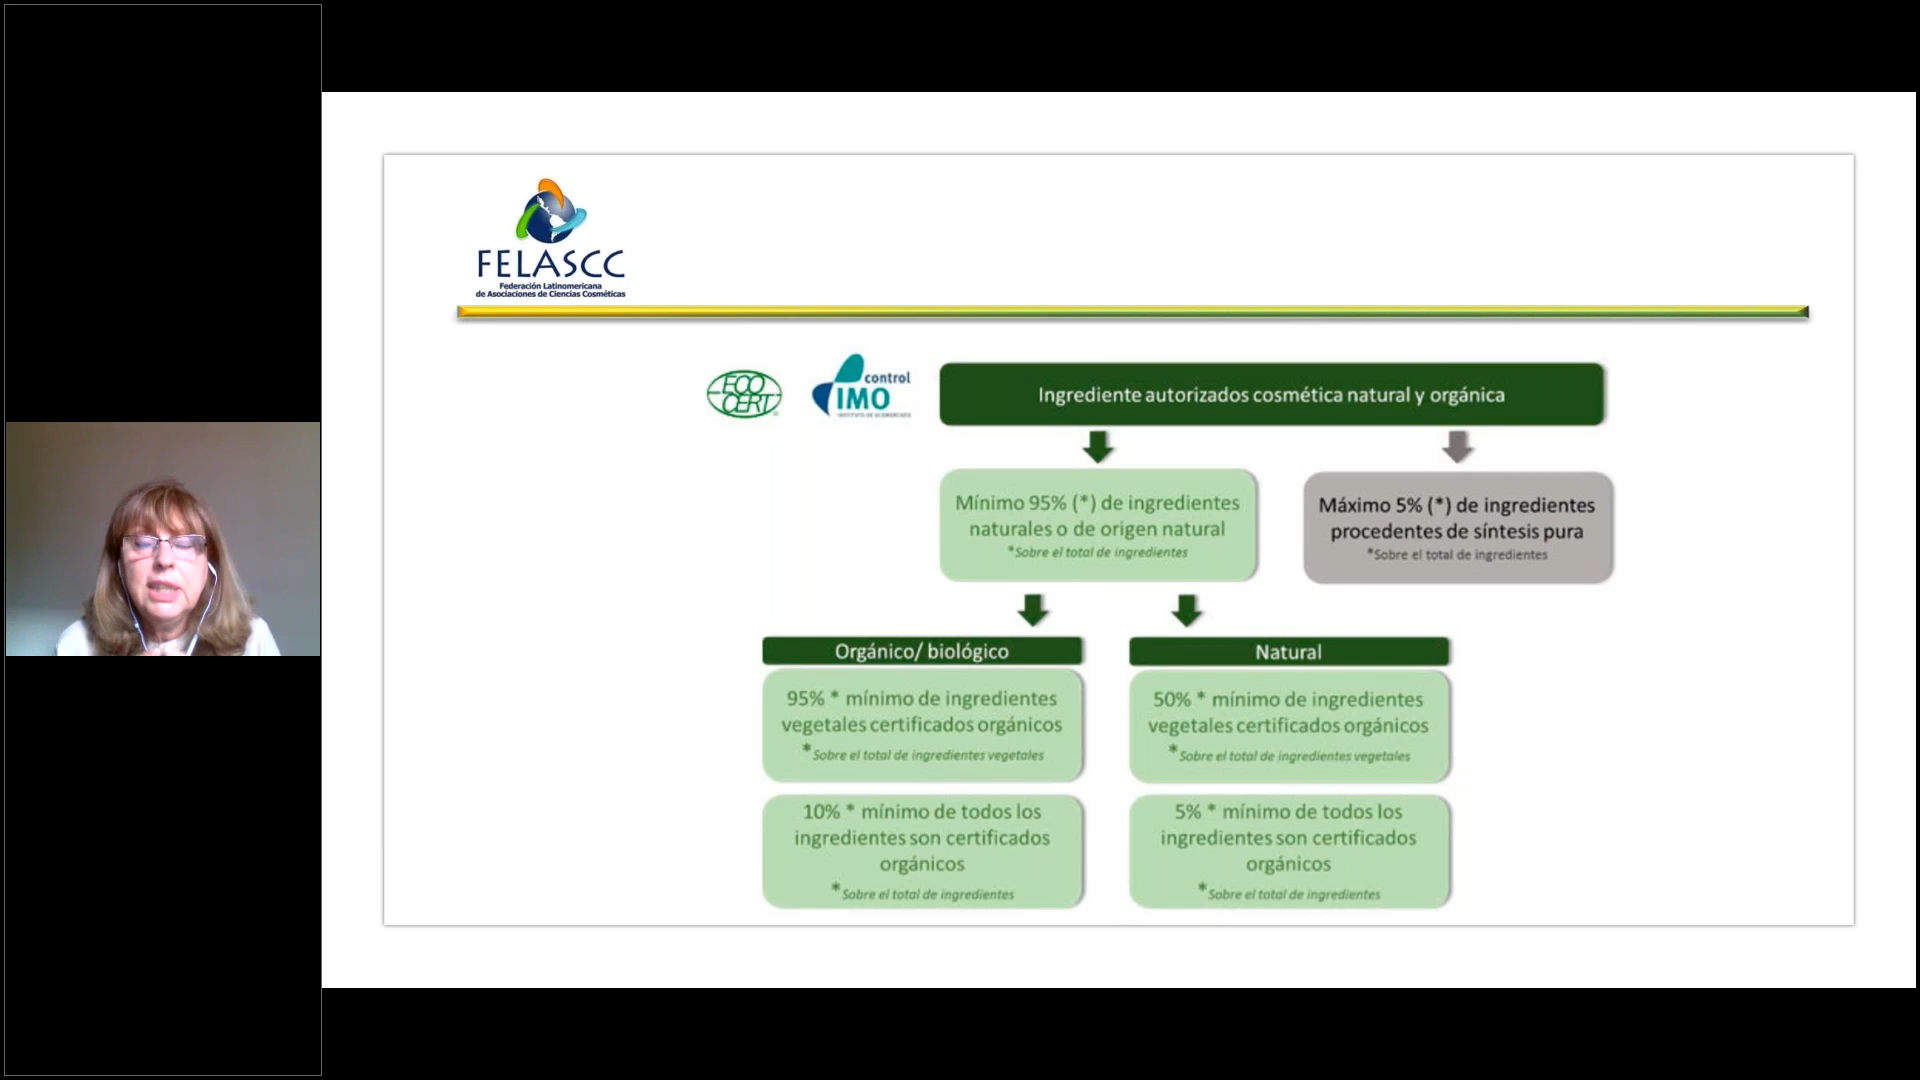 FELASCC
Federación Latinomericana
de Asociaciones de Ciencias Cosméticas
ECO
CERT
control
IMO
INSTITUTO DE ECOMERCADO
Ingrediente autorizados cosmética natural y orgánica
Mínimo 95% (*) de ingredientes
naturales o de origen natural
*Sobre el total de ingredientes
Máximo 5% (*) de ingredientes
procedentes de síntesis pura
*Sobre el total de ingredientes
Orgánico/ biológico
95% * mínimo de ingredientes
vegetales certificados orgánicos
*Sobre el total de ingredientes vegetales
10% * mínimo de todos los
ingredientes son certificados
orgánicos
*Sobre el total de ingredientes
Natural
50% * mínimo de ingredientes
vegetales certificados orgánicos
*Sobre el total de ingredientes vegetales
5% * mínimo de todos los
ingredientes son certificados
orgánicos
*Sobre el total de ingredientes